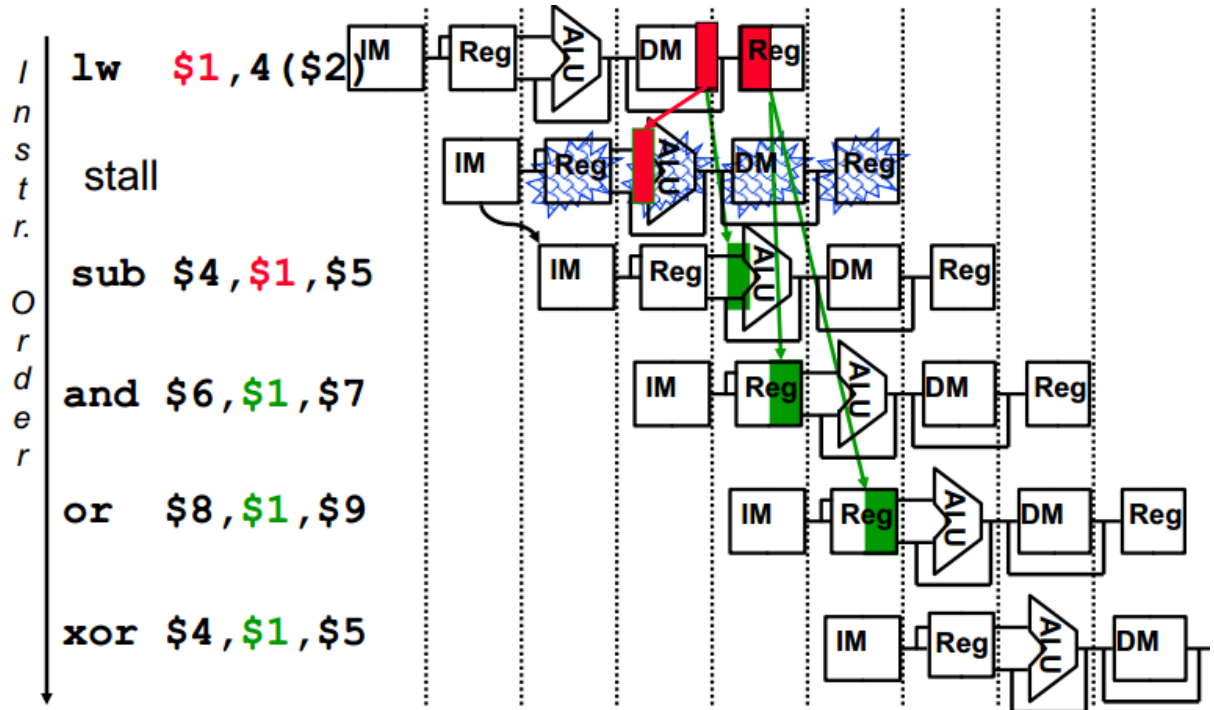 Instr. Order
lw $1,4($2) IM Reg ALU DM Reg
stall IM Reg ALU DM Reg
sub $4,$1,$5 IM Reg ALU DM Reg
and $6,$1,$7 IM Reg ALU DM Reg
or $8,$1,$9 IM Reg ALU DM Reg
xor $4,$1,$5 IM Reg ALU DM